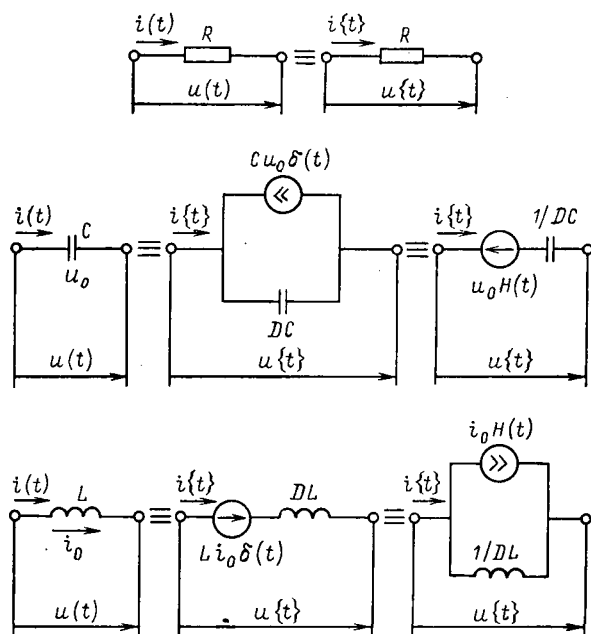 i(t) R i{t} R
≡
u(t) u{t}
Cu₀δ(t)
i(t) C i{t} i{t} 1/DC
u₀ ≡ ≡
DC u₀H(t)
u(t) u{t} u{t}
i₀H(t)
i(t) L i{t} DL i{t}
≡ ≡
i₀ Li₀δ(t) 1/DL
u(t) u{t} u{t}